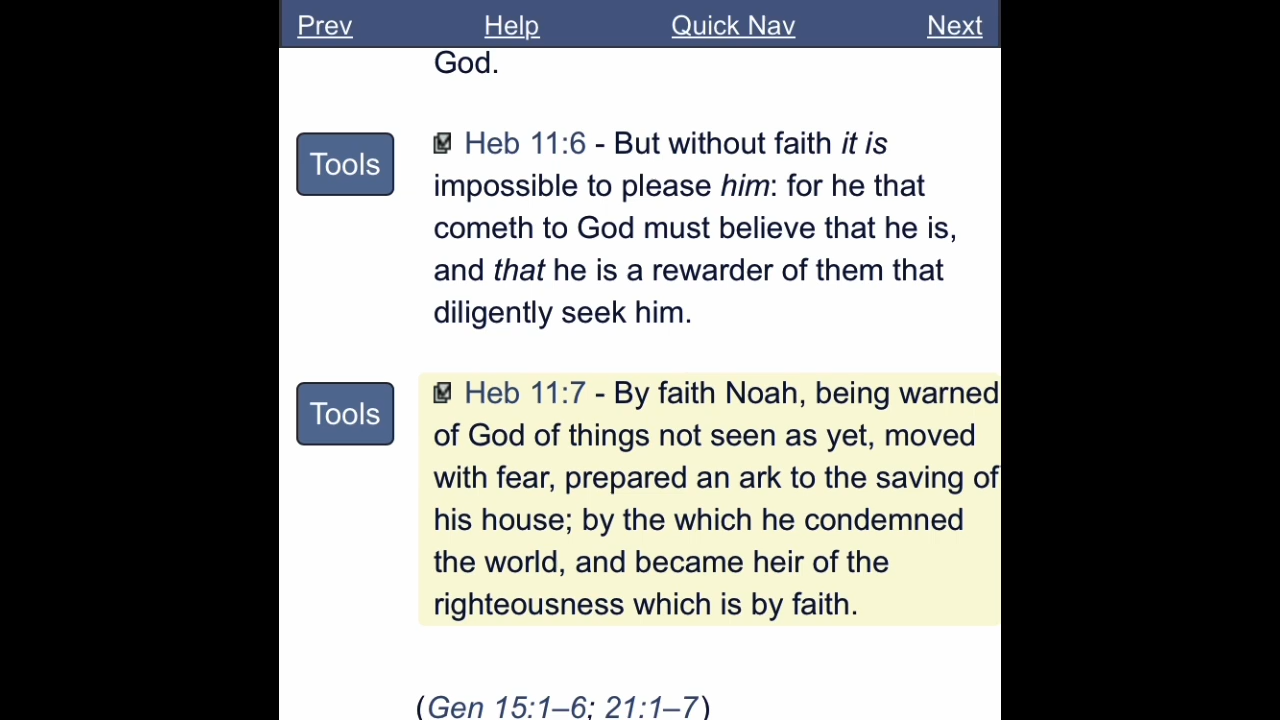 Prev Help Quick Nav Next
God.
Tools
Heb 11:6 - But without faith it is
impossible to please him: for he that
cometh to God must believe that he is,
and that he is a rewarder of them that
diligently seek him.
Tools
Heb 11:7 - By faith Noah, being warned
of God of things not seen as yet, moved
with fear, prepared an ark to the saving of
his house; by the which he condemned
the world, and became heir of the
righteousness which is by faith.
(Gen 15:1–6; 21:1–7)